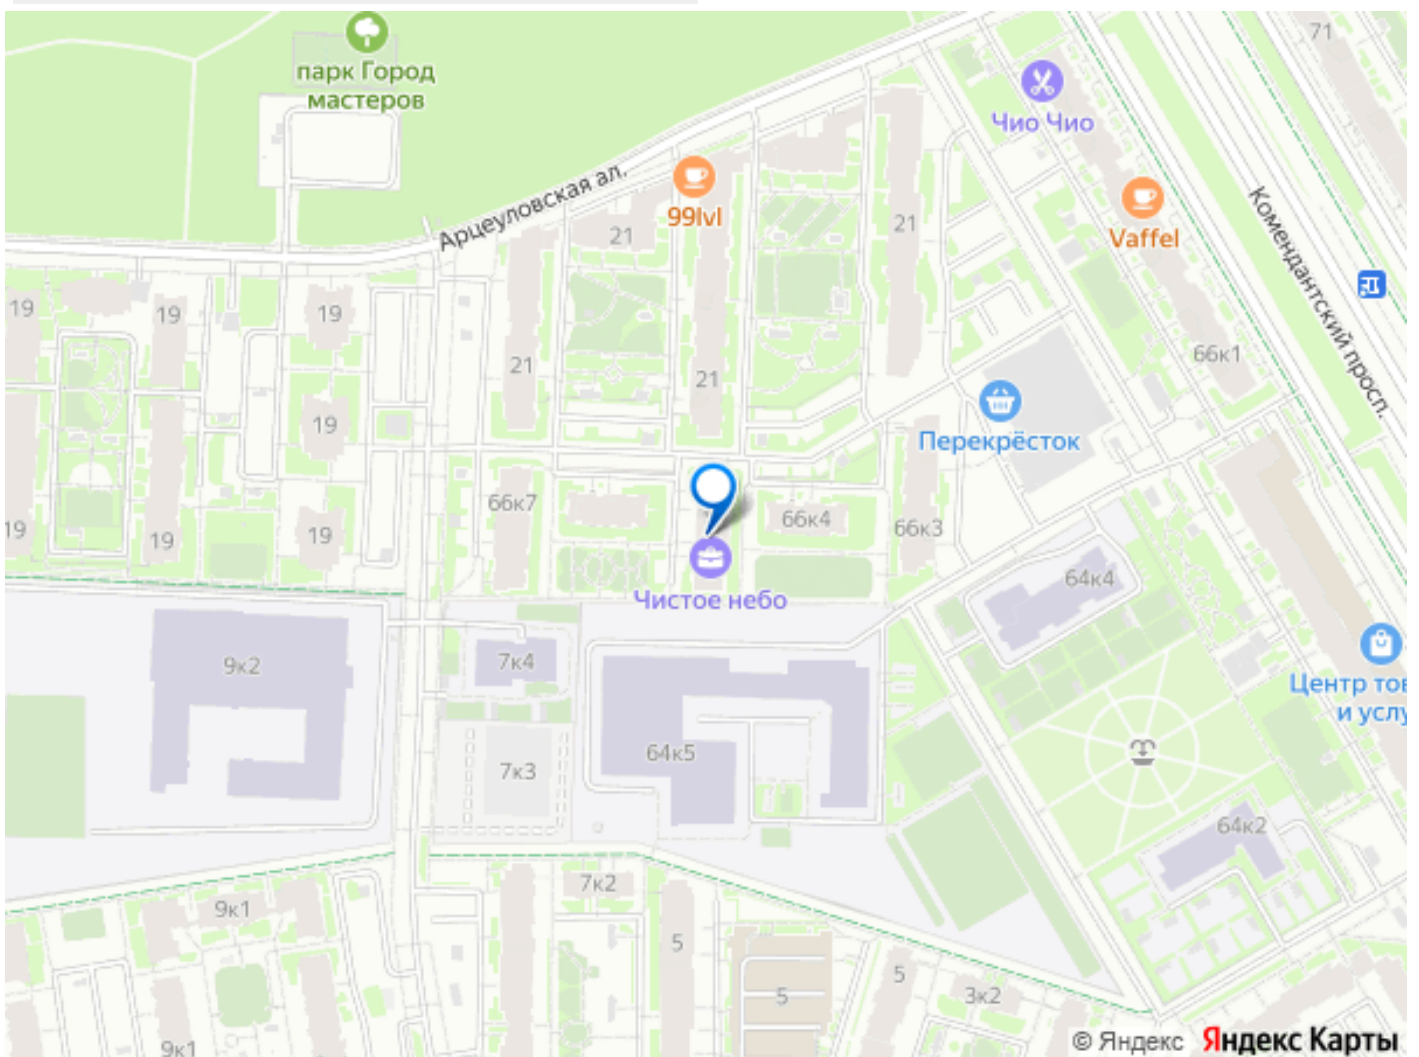 71
парк Город
мастеров
Чио Чио
Арцеуловская ал.
99lvl
Vaffel
Комендантский просп.
21
21
19
19
19
66к1
21
21
19
Перекрёсток
66к7
66к4
66к3
19
19
19
Чистое небо
64к4
9к2
7к4
Центр тов
и услу
64к5
7к3
64к2
7к2
9к1
5
5
5
3к2
9к1
© Яндекс Яндекс Карты